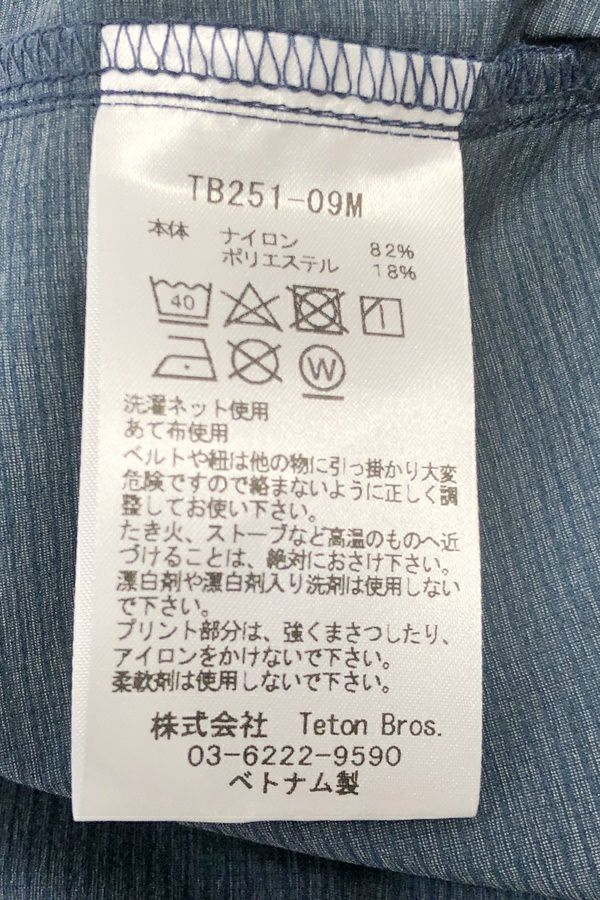 TB251-09M
本体 ナイロン 82%
ポリエステル 18%
40
W
洗濯ネット使用
あて布使用
ベルトや紐は他の物に引っ掛かり大変
危険ですので絡まないように正しく調
整してお使い下さい。
たき火、ストーブなど高温のものへ近
づけることは、絶対におさけ下さい。
漂白剤や漂白剤入り洗剤は使用しない
で下さい。
プリント部分は、強くまさつしたり、
アイロンをかけないで下さい。
柔軟剤は使用しないで下さい。
株式会社 Teton Bros.
03-6222-9590
ベトナム製